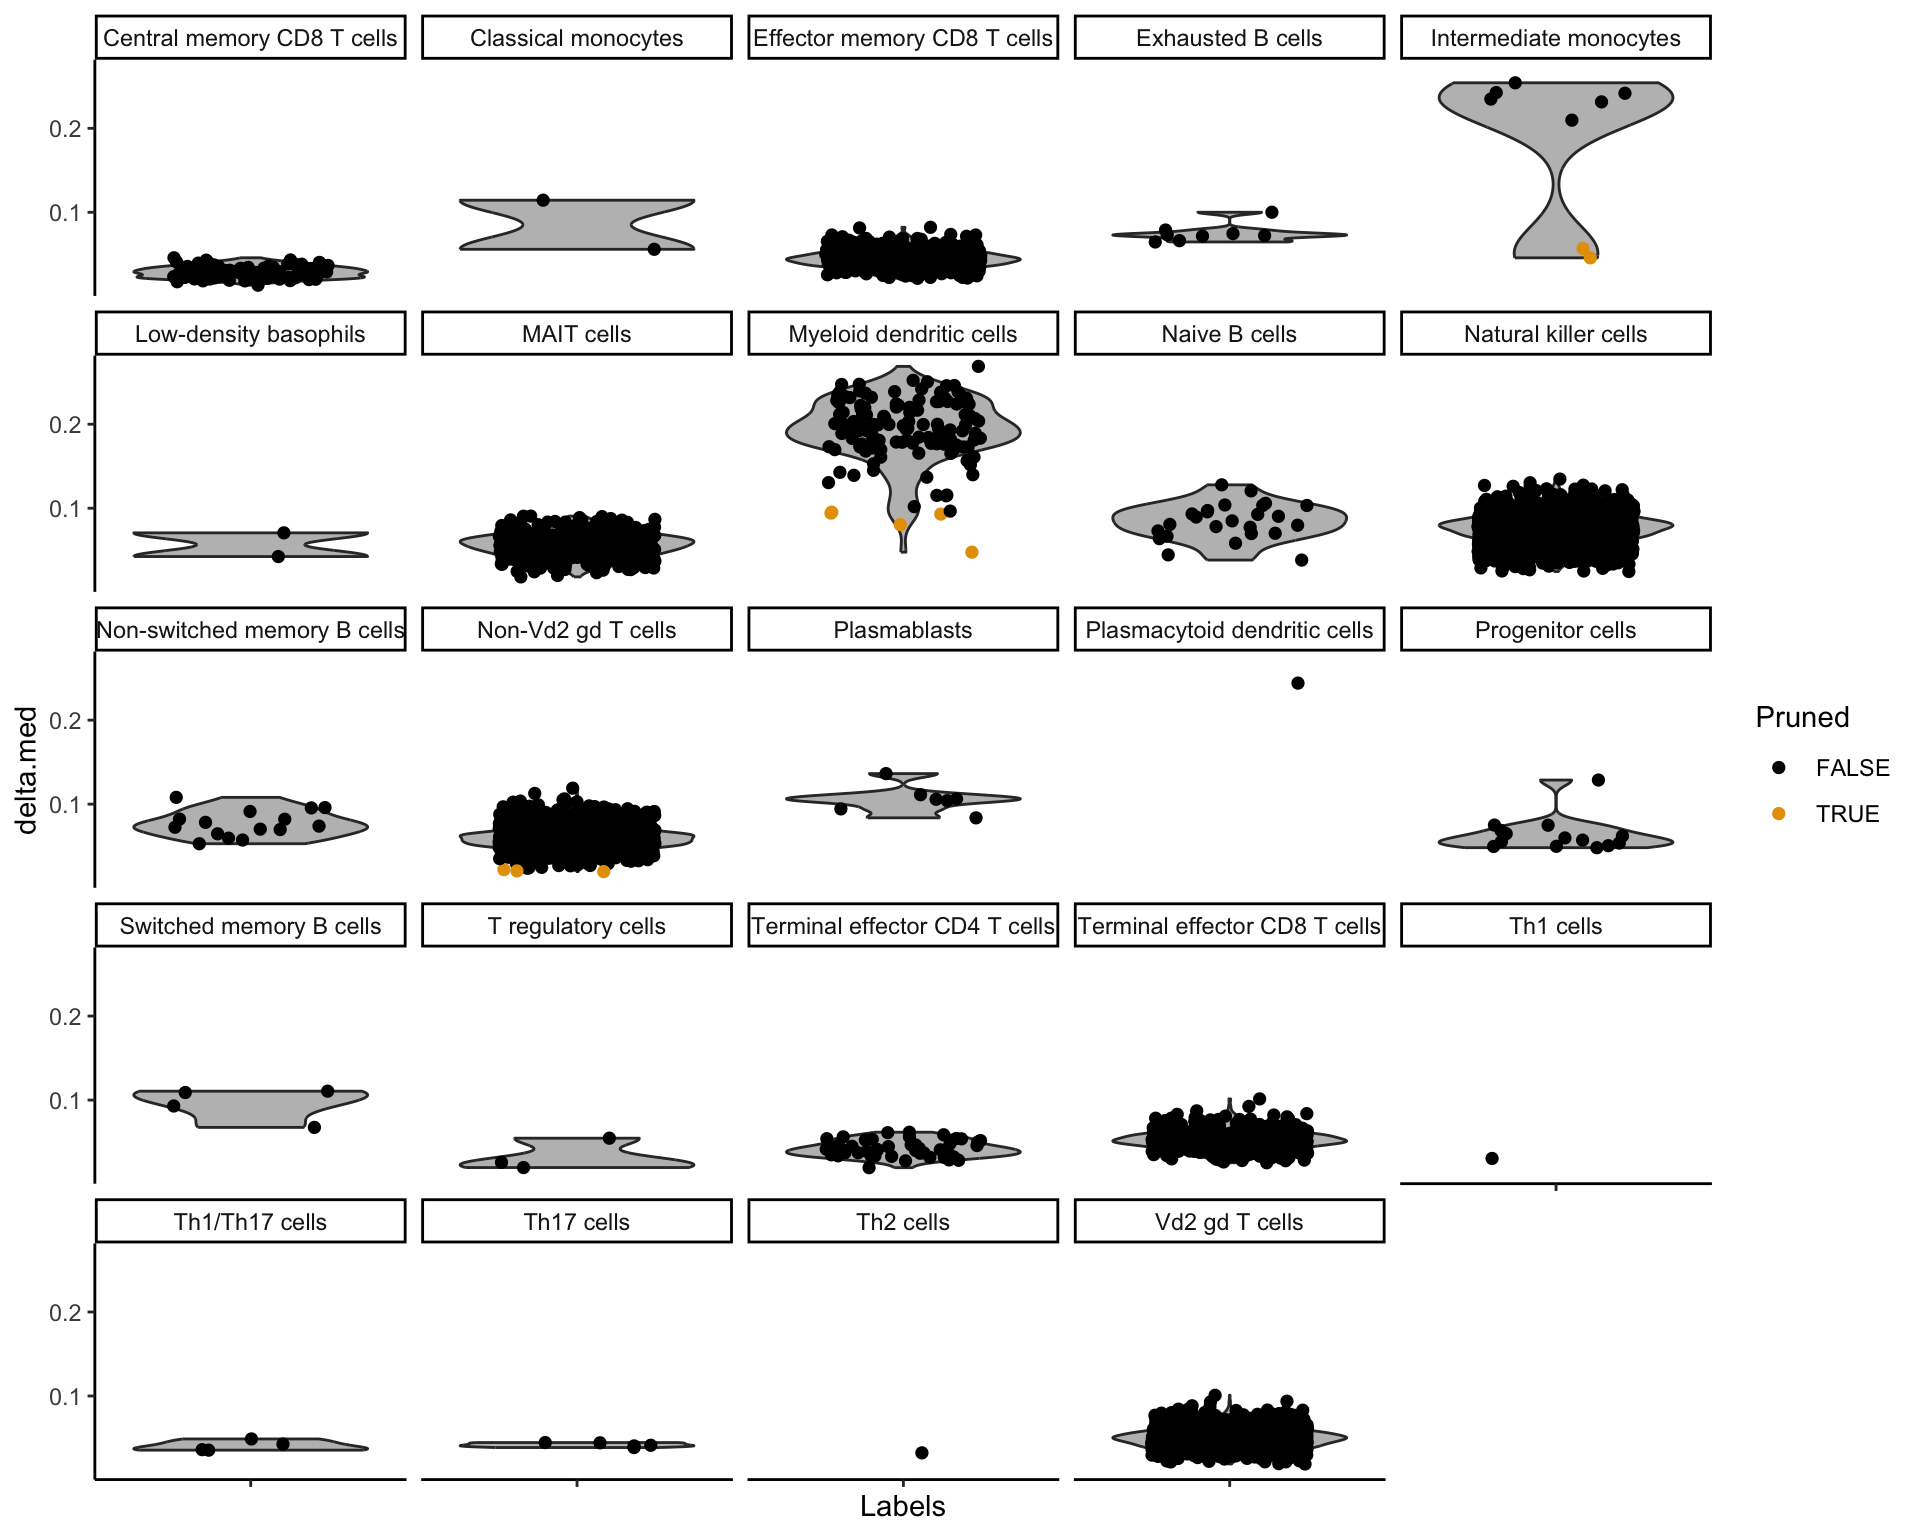 Central memory CD8 T cells
Classical monocytes
Effector memory CD8 T cells
Exhausted B cells
Intermediate monocytes
0.2
0.1
Low-density basophils
MAIT cells
Myeloid dendritic cells
Naive B cells
Natural killer cells
0.2
0.1
Non-switched memory B cells
Non-Vd2 gd T cells
Plasmablasts
Plasmacytoid dendritic cells
Progenitor cells
0.2
0.1
delta.med
Pruned
FALSE
TRUE
Switched memory B cells
T regulatory cells
Terminal effector CD4 T cells
Terminal effector CD8 T cells
Th1 cells
0.2
0.1
Th1/Th17 cells
Th17 cells
Th2 cells
Vd2 gd T cells
0.2
0.1
Labels